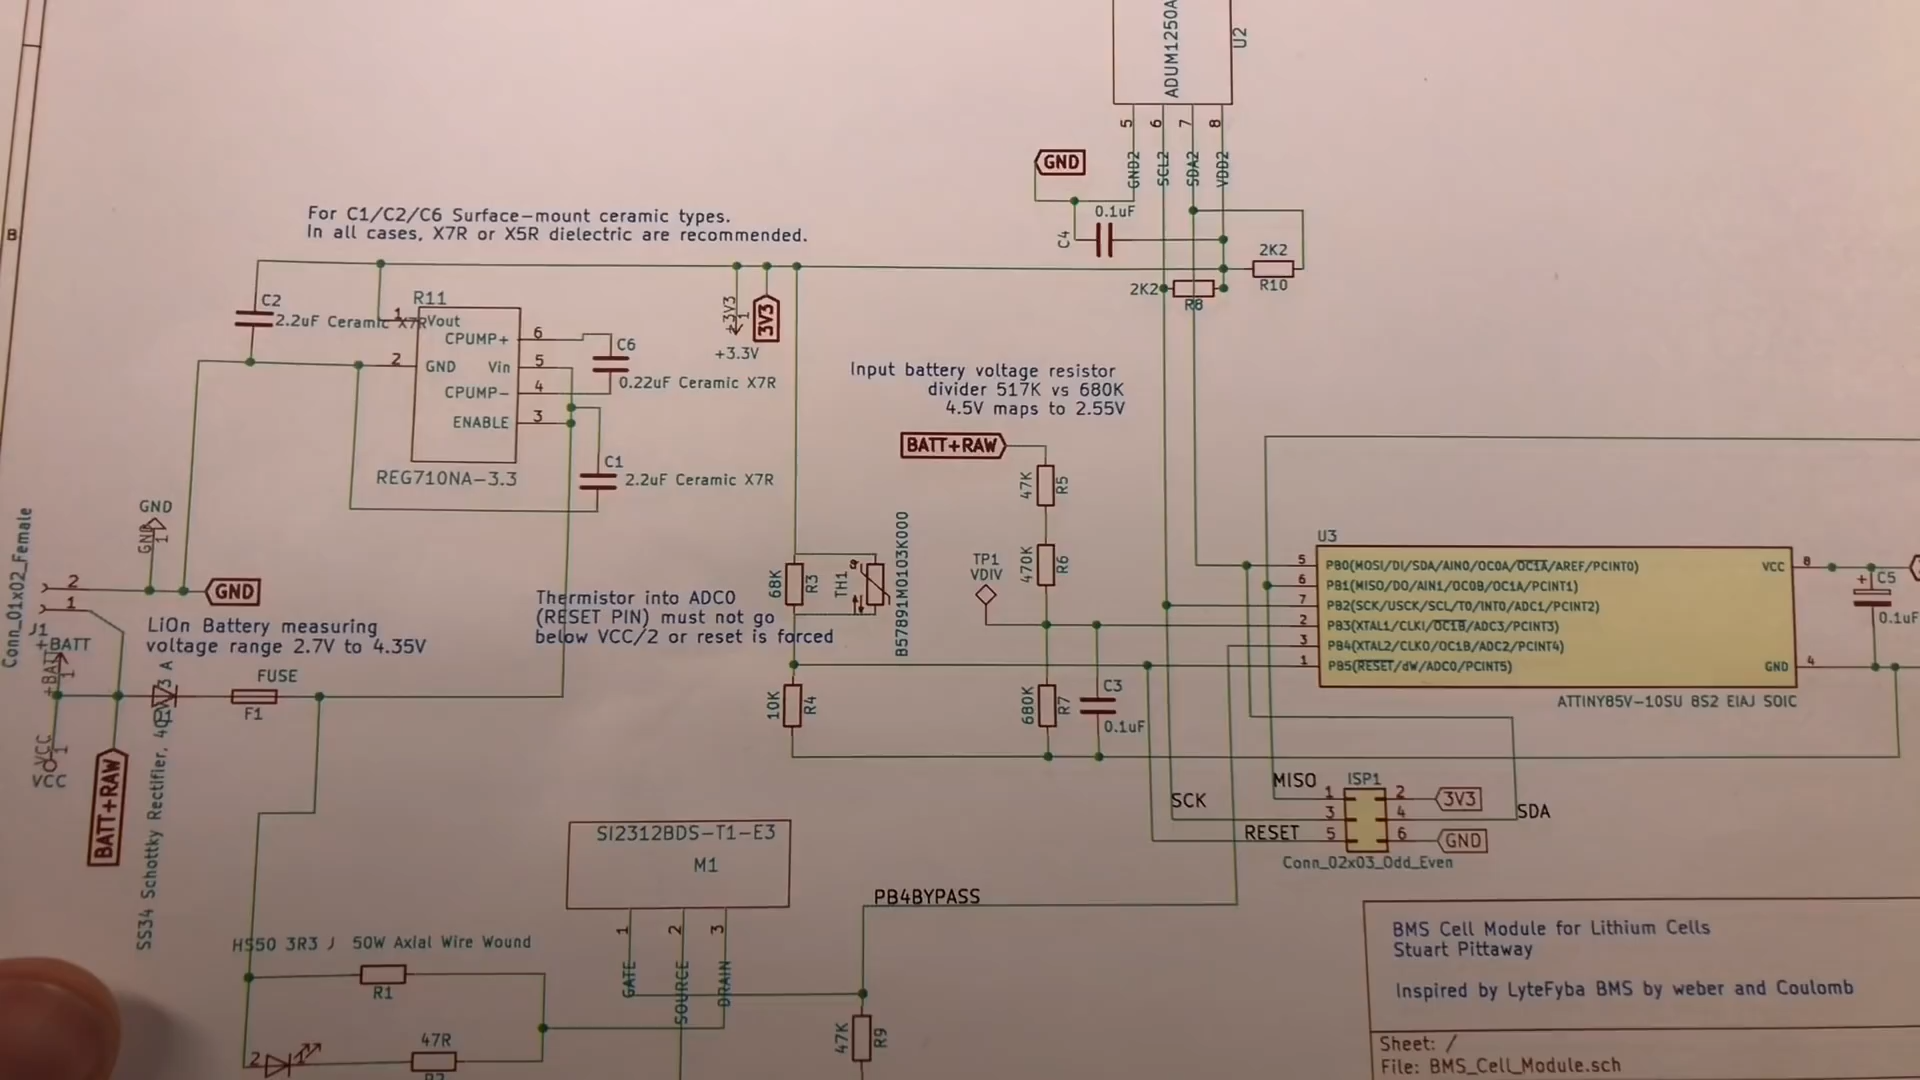 ADUM1250A
U2
5
6
7
8
GND2
SCL2
SDA2
VDD2
GND
0.1uF
C4
2K2
R10
2K2
R8
B
For C1/C2/C6 Surface-mount ceramic types.
In all cases, X7R or X5R dielectric are recommended.
C2
2.2uF Ceramic X7R
R11
1
Vout
CPUMP+
6
2
GND
Vin
5
CPUMP-
4
ENABLE
3
REG710NA-3.3
C6
0.22uF Ceramic X7R
C1
2.2uF Ceramic X7R
+3V3
1
+3.3V
3V3
Input battery voltage resistor
divider 517K vs 680K
4.5V maps to 2.55V
BATT+RAW
47K
R5
470K
R6
TP1
VDIV
68K
R3
TH1
B57891M0103K000
Thermistor into ADC0
(RESET PIN) must not go
below VCC/2 or reset is forced
10K
R4
680K
R7
C3
0.1uF
Conn_01x02_Female
J1
2
1
GND
GND
1
GND
LiOn Battery measuring
voltage range 2.7V to 4.35V
+BATT
+BATT
1
VCC
1
VCC
BATT+RAW
SS34 Schottky Rectifier, 40V 3 A
FUSE
F1
U3
5
6
7
2
3
1
PB0(MOSI/DI/SDA/AIN0/OC0A/OC1A/AREF/PCINT0)
PB1(MISO/DO/AIN1/OC0B/OC1A/PCINT1)
PB2(SCK/USCK/SCL/T0/INT0/ADC1/PCINT2)
PB3(XTAL1/CLKI/OC1B/ADC3/PCINT3)
PB4(XTAL2/CLKO/OC1B/ADC2/PCINT4)
PB5(RESET/dW/ADC0/PCINT5)
VCC
8
GND
4
ATTINY85V-10SU 8S2 EIAJ SOIC
+
C5
0.1uF
MISO
ISP1
SCK
RESET
1
3
5
2
4
6
3V3
SDA
GND
Conn_02x03_Odd_Even
SI2312BDS-T1-E3
M1
1
2
3
GATE
SOURCE
DRAIN
PB4BYPASS
47K
R9
HS50 3R3 J 50W Axial Wire Wound
R1
47R
2
1
BMS Cell Module for Lithium Cells
Stuart Pittaway
Inspired by LyteFyba BMS by weber and Coulomb
Sheet: /
File: BMS_Cell_Module.sch